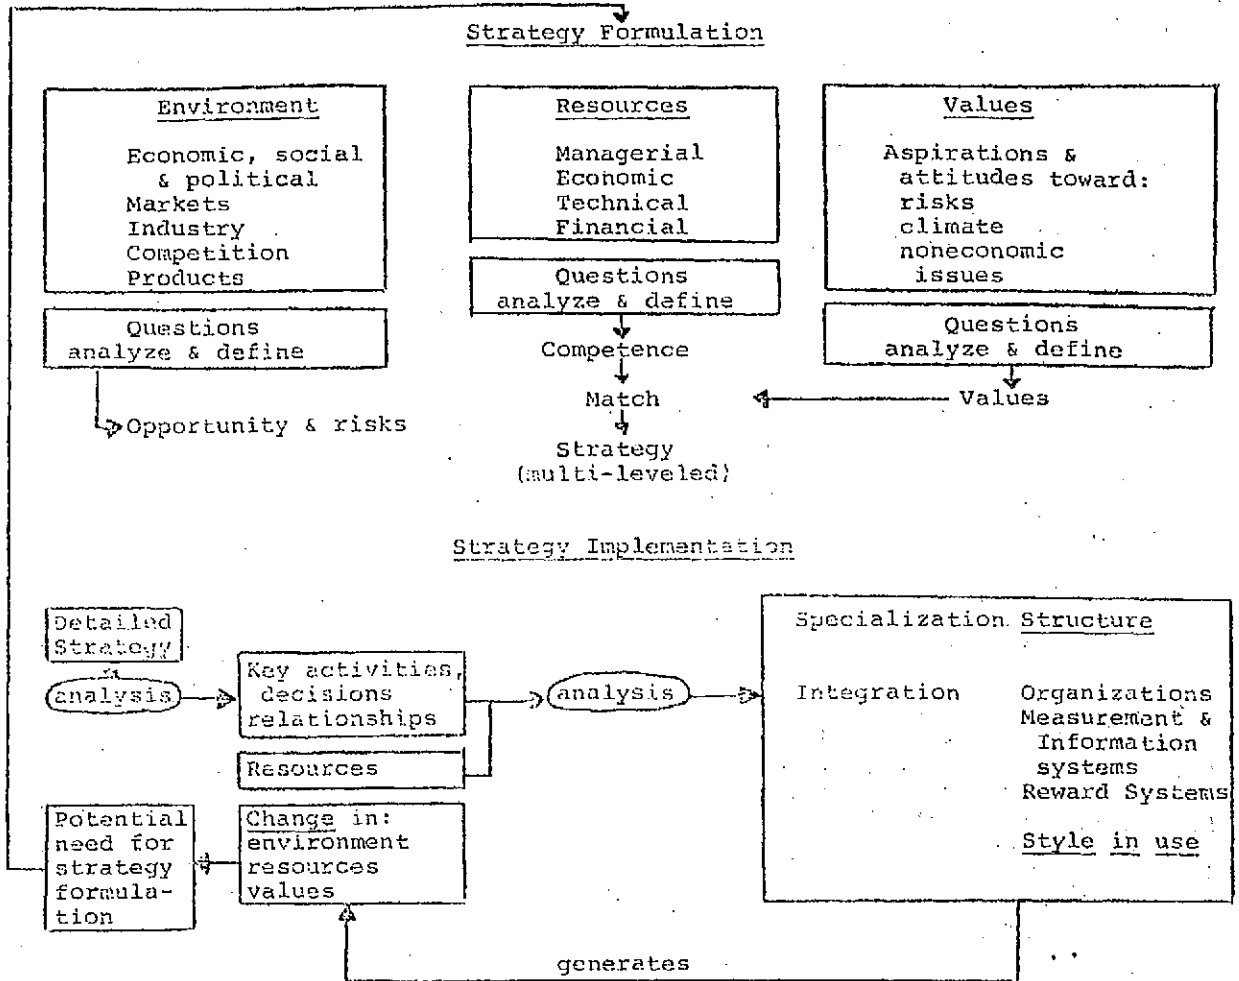 Strategy Formulation
Environment
Economic, social
& political
Markets
Industry
Competition
Products
Questions
analyze & define
Opportunity & risks
Resources
Managerial
Economic
Technical
Financial
Questions
analyze & define
Competence
Match
Strategy
(multi-leveled)
Values
Aspirations &
attitudes toward:
risks
climate
noneconomic
issues
Questions
analyze & define
Values
Strategy Implementation
Detailed
Strategy
analysis
Key activities,
decisions
relationships
Resources
analysis
Specialization Structure
Integration Organizations
Measurement &
Information
systems
Reward Systems
Style in use
Potential
need for
strategy
formula-
tion
Change in:
environment
resources
values
generates